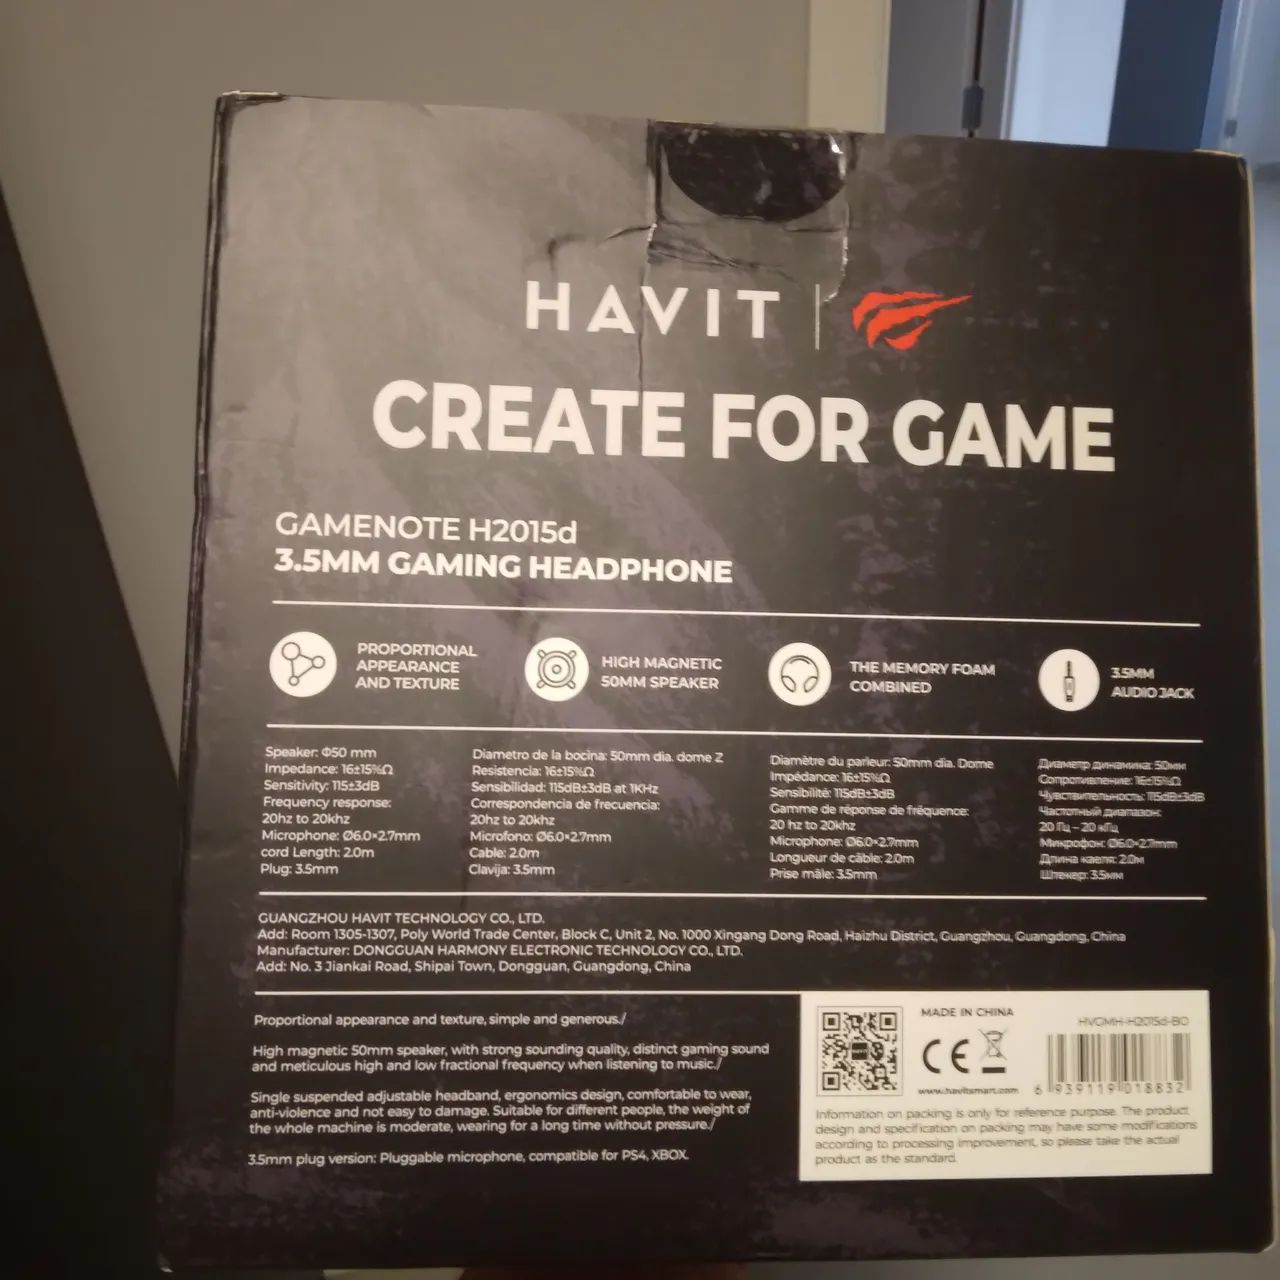 HAVIT
CREATE FOR GAME
GAMENOTE H2015d
3.5MM GAMING HEADPHONE
PROPORTIONAL
APPEARANCE
AND TEXTURE
HIGH MAGNETIC
50MM SPEAKER
THE MEMORY FOAM
COMBINED
3.5MM
AUDIO JACK
Speaker: Φ50 mm
Impedance: 16±15%Ω
Sensitivity: 115±3dB
Frequency response:
20hz to 20khz
Microphone: Ø6.0×2.7mm
cord Length: 2.0m
Plug: 3.5mm
Diametro de la bocina: 50mm dia. dome Z
Resistencia: 16±15%Ω
Sensibilidad: 115dB±3dB at 1KHz
Correspondencia de frecuencia:
20hz to 20khz
Microfono: Ø6.0×2.7mm
Cable: 2.0m
Clavija: 3.5mm
Diamètre du parleur: 50mm dia. Dome
Impédance: 16±15%Ω
Sensibilité: 115dB±3dB
Gamme de réponse de fréquence:
20 hz to 20khz
Microphone: Ø6.0×2.7mm
Longueur de câble: 2.0m
Prise mâle: 3.5mm
Диаметр динамика: 50мм
Сопротивление: 16±15%Ω
Чувствительность: 115dB±3dB
Частотный диапазон:
20 Гц – 20 кГц
Микрофон: Ø6.0×2.7mm
Длина кабеля: 2.0м
Штекер: 3.5мм
GUANGZHOU HAVIT TECHNOLOGY CO., LTD.
Add: Room 1305-1307, Poly World Trade Center, Block C, Unit 2, No. 1000 Xingang Dong Road, Haizhu District, Guangzhou, Guangdong, China
Manufacturer: DONGGUAN HARMONY ELECTRONIC TECHNOLOGY CO., LTD.
Add: No. 3 Jiankai Road, Shipai Town, Dongguan, Guangdong, China
Proportional appearance and texture, simple and generous./
High magnetic 50mm speaker, with strong sounding quality, distinct gaming sound
and meticulous high and low fractional frequency when listening to music./
Single suspended adjustable headband, ergonomics design, comfortable to wear,
anti-violence and not easy to damage. Suitable for different people, the weight of
the whole machine is moderate, wearing for a long time without pressure./
3.5mm plug version: Pluggable microphone, compatible for PS4, XBOX.
MADE IN CHINA
CE
www.havitsmart.com
HVGMH-H2015d-BO
6 939119 018832
Information on packing is only for reference purpose. The product
design and specification on packing may have some modifications
according to processing improvement, so please take the actual
product as the standard.